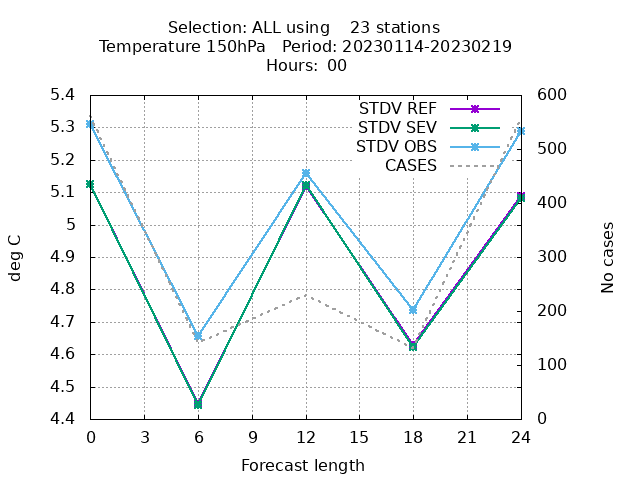 Selection: ALL using 23 stations
Temperature 150hPa Period: 20230114-20230219
Hours: 00
STDV REF
STDV SEV
STDV OBS
CASES
5.4
5.3
5.2
5.1
5
4.9
4.8
4.7
4.6
4.5
4.4
deg C
600
500
400
300
200
100
0
No cases
0 3 6 9 12 15 18 21 24
Forecast length